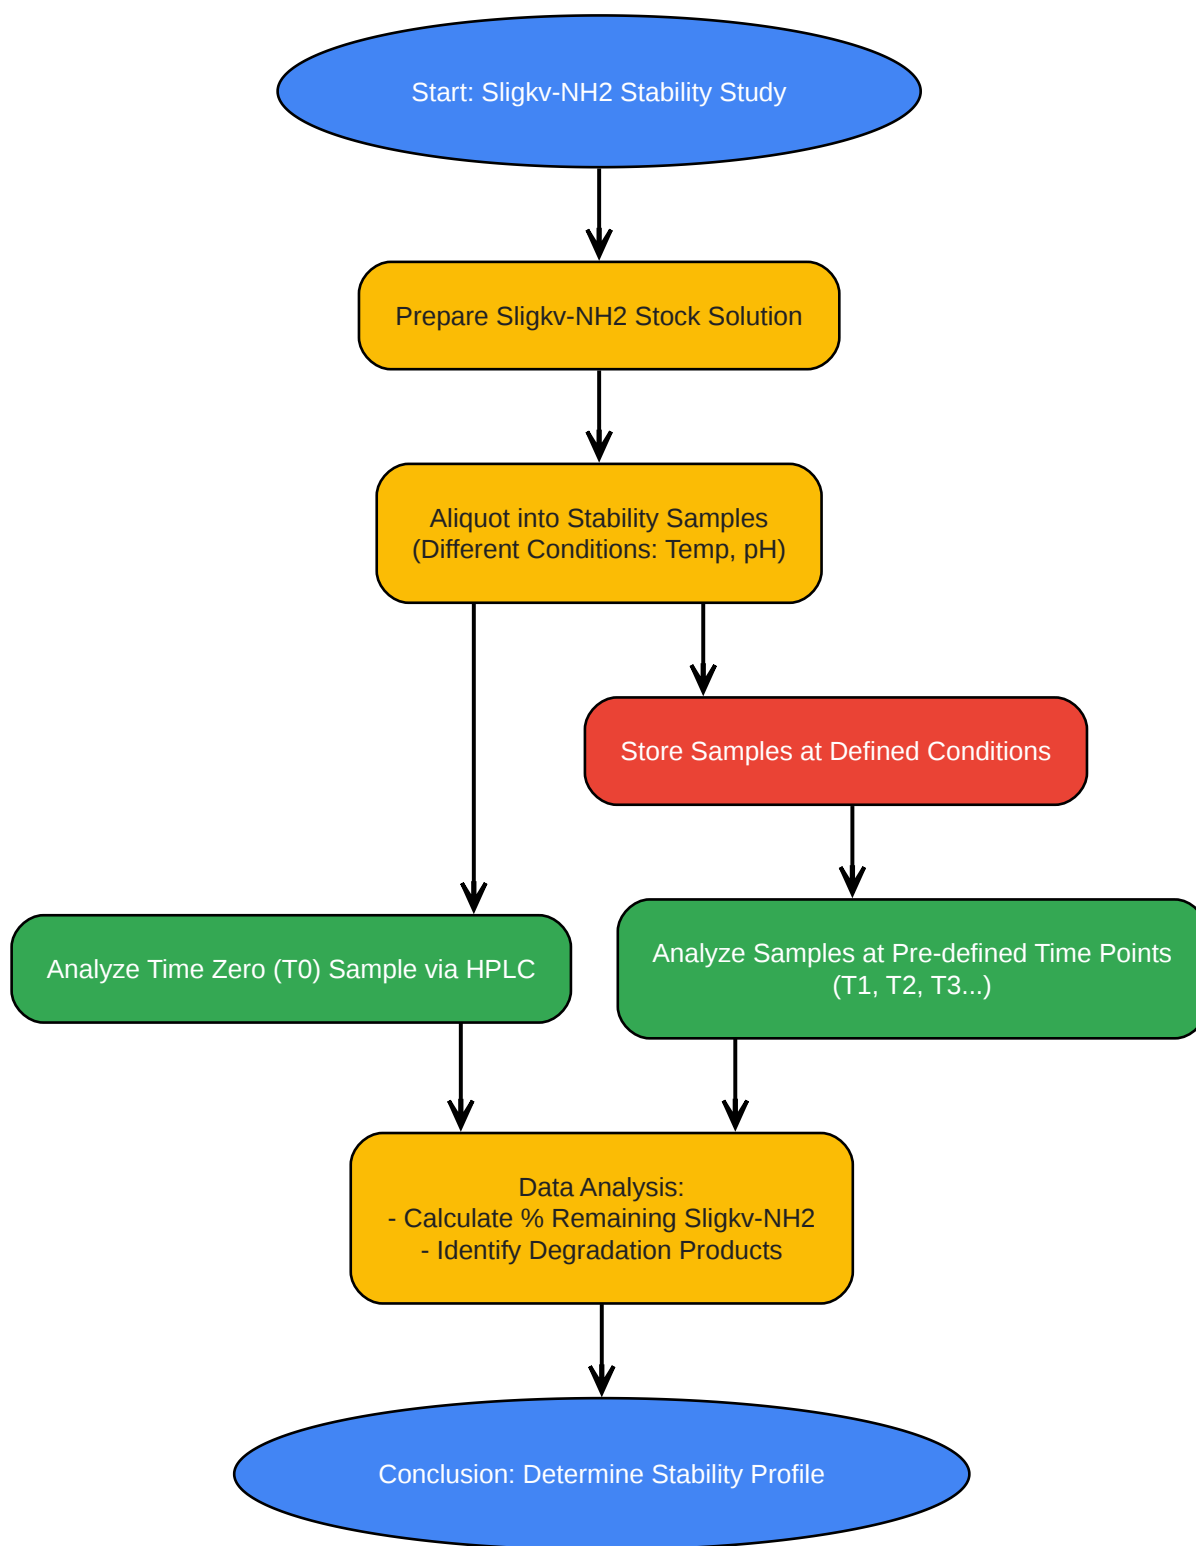 Start: Sligkv-NH2 Stability Study
Prepare Sligkv-NH2 Stock Solution
Aliquot into Stability Samples
(Different Conditions: Temp, pH)
Store Samples at Defined Conditions
Analyze Time Zero (T0) Sample via HPLC
Analyze Samples at Pre-defined Time Points
(T1, T2, T3...)
Data Analysis:
- Calculate % Remaining Sligkv-NH2
- Identify Degradation Products
Conclusion: Determine Stability Profile